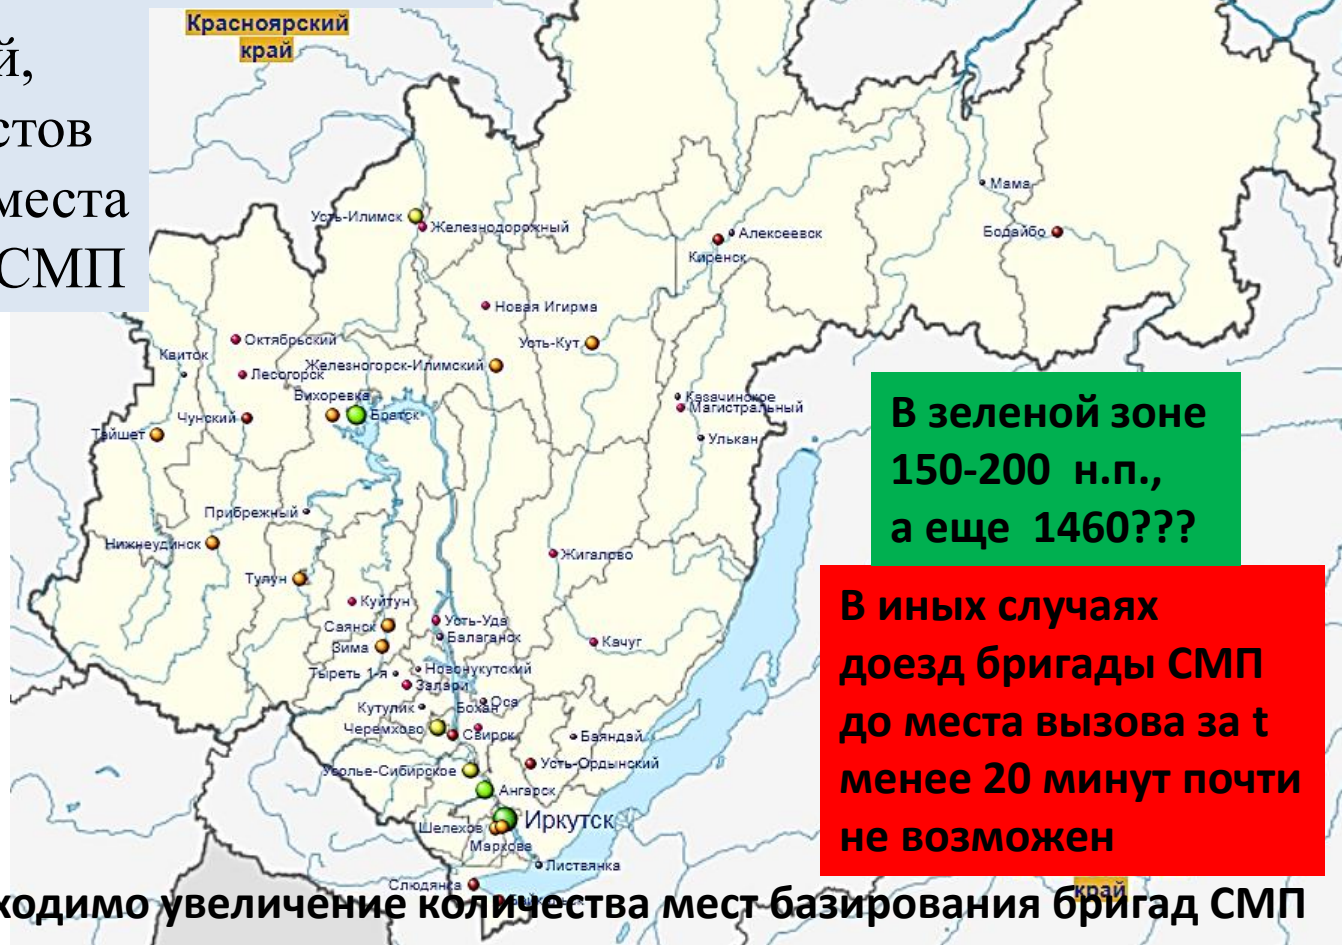 Красноярский
край
й,
стов
места
СМП
Мама
Усть-Илимск
Железнодорожный
Алексеевск
Бодайбо
Киренск
Новая Игирма
Октябрьский
Усть-Кут
Квиток
Железногорск-Илимский
Лесогорск
Вихоревка
Казачинское
Магистральный
Братск
Чунский
Тайшет
Улькан
В зеленой зоне
150-200 н.п.,
а еще 1460???
Прибрежный
Нижнеудинск
Жигалово
Тулун
Куйтун
Усть-Уда
Саянск
Балаганск
Зима
Качуг
Новонукутский
Тыреть 1-я
Залари
Оса
Кутулик
Бохан
Черемхово
Свирск
Баяндай
Усть-Ордынский
Усолье-Сибирское
Ангарск
Иркутск
Шелехов
Маркова
Листвянка
Слюдянка
В иных случаях
доезд бригады СМП
до места вызова за t
менее 20 минут почти
не возможен
край
ходимо увеличение количества мест базирования бригад СМП